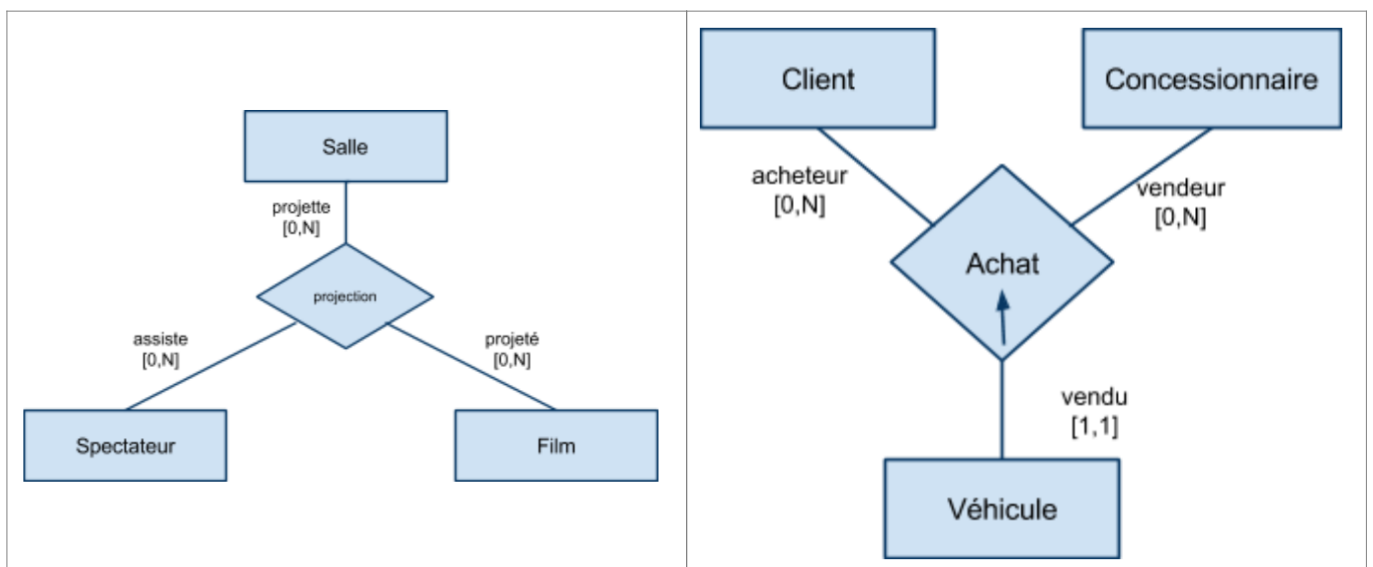 Salle
projette
[0,N]
projection
assiste
[0,N]
projeté
[0,N]
Spectateur
Film
Client
Concessionnaire
acheteur
[0,N]
vendeur
[0,N]
Achat
vendu
[1,1]
Véhicule